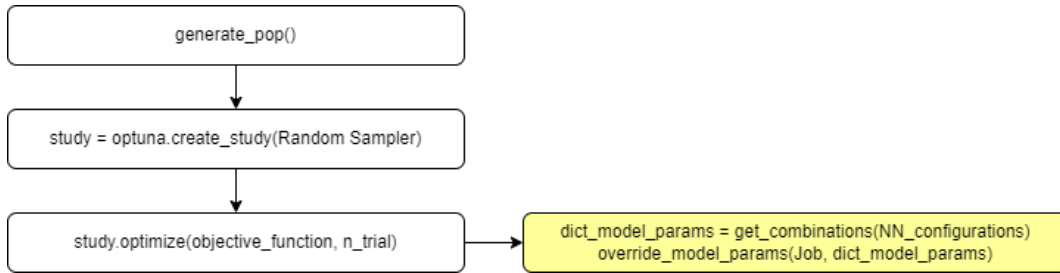 generate_pop()
study = optuna.create_study(Random Sampler)
study.optimize(objective_function, n_trial)
dict_model_params = get_combinations(NN_configurations)
override_model_params(Job, dict_model_params)